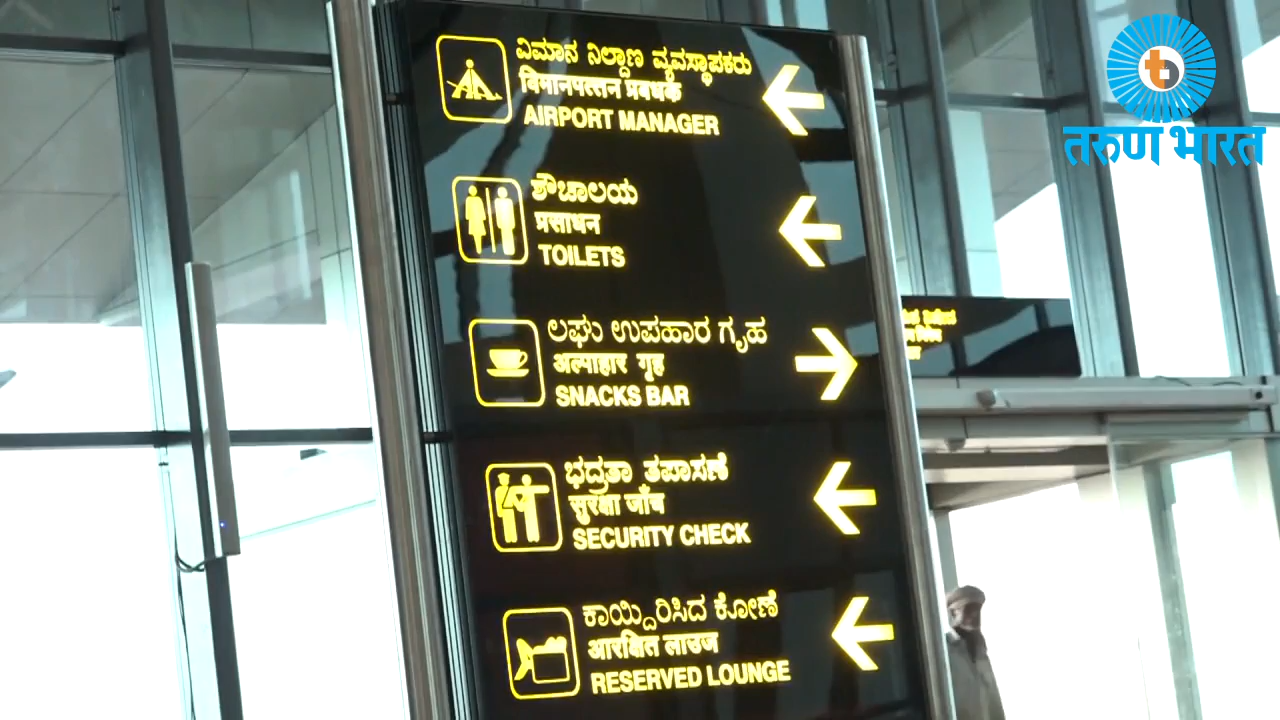 ವಿಮಾನ ನಿಲ್ದಾಣ ವ್ಯವಸ್ಥಾಪಕರು
विमानपत्तन प्रबंधक
AIRPORT MANAGER
ಶೌಚಾಲಯ
प्रसाधन
TOILETS
ಲಘು ಉಪಹಾರ ಗೃಹ
अल्पाहार गृह
SNACKS BAR
ಭದ್ರತಾ ತಪಾಸಣೆ
सुरक्षा जाँच
SECURITY CHECK
ಕಾಯ್ದಿರಿಸಿದ ಕೋಣೆ
आरक्षित लाउज
RESERVED LOUNGE
तरुण भारत